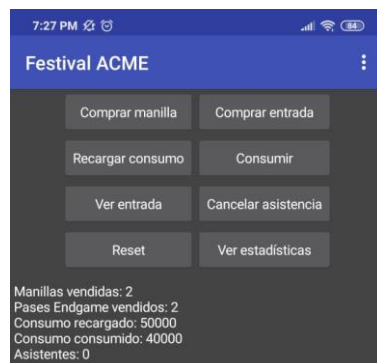 7:27 PM
84
Festival ACME
Comprar manilla
Comprar entrada
Recargar consumo
Consumir
Ver entrada
Cancelar asistencia
Reset
Ver estadísticas
Manillas vendidas: 2
Pases Endgame vendidos: 2
Consumo recargado: 50000
Consumo consumido: 40000
Asistentes: 0